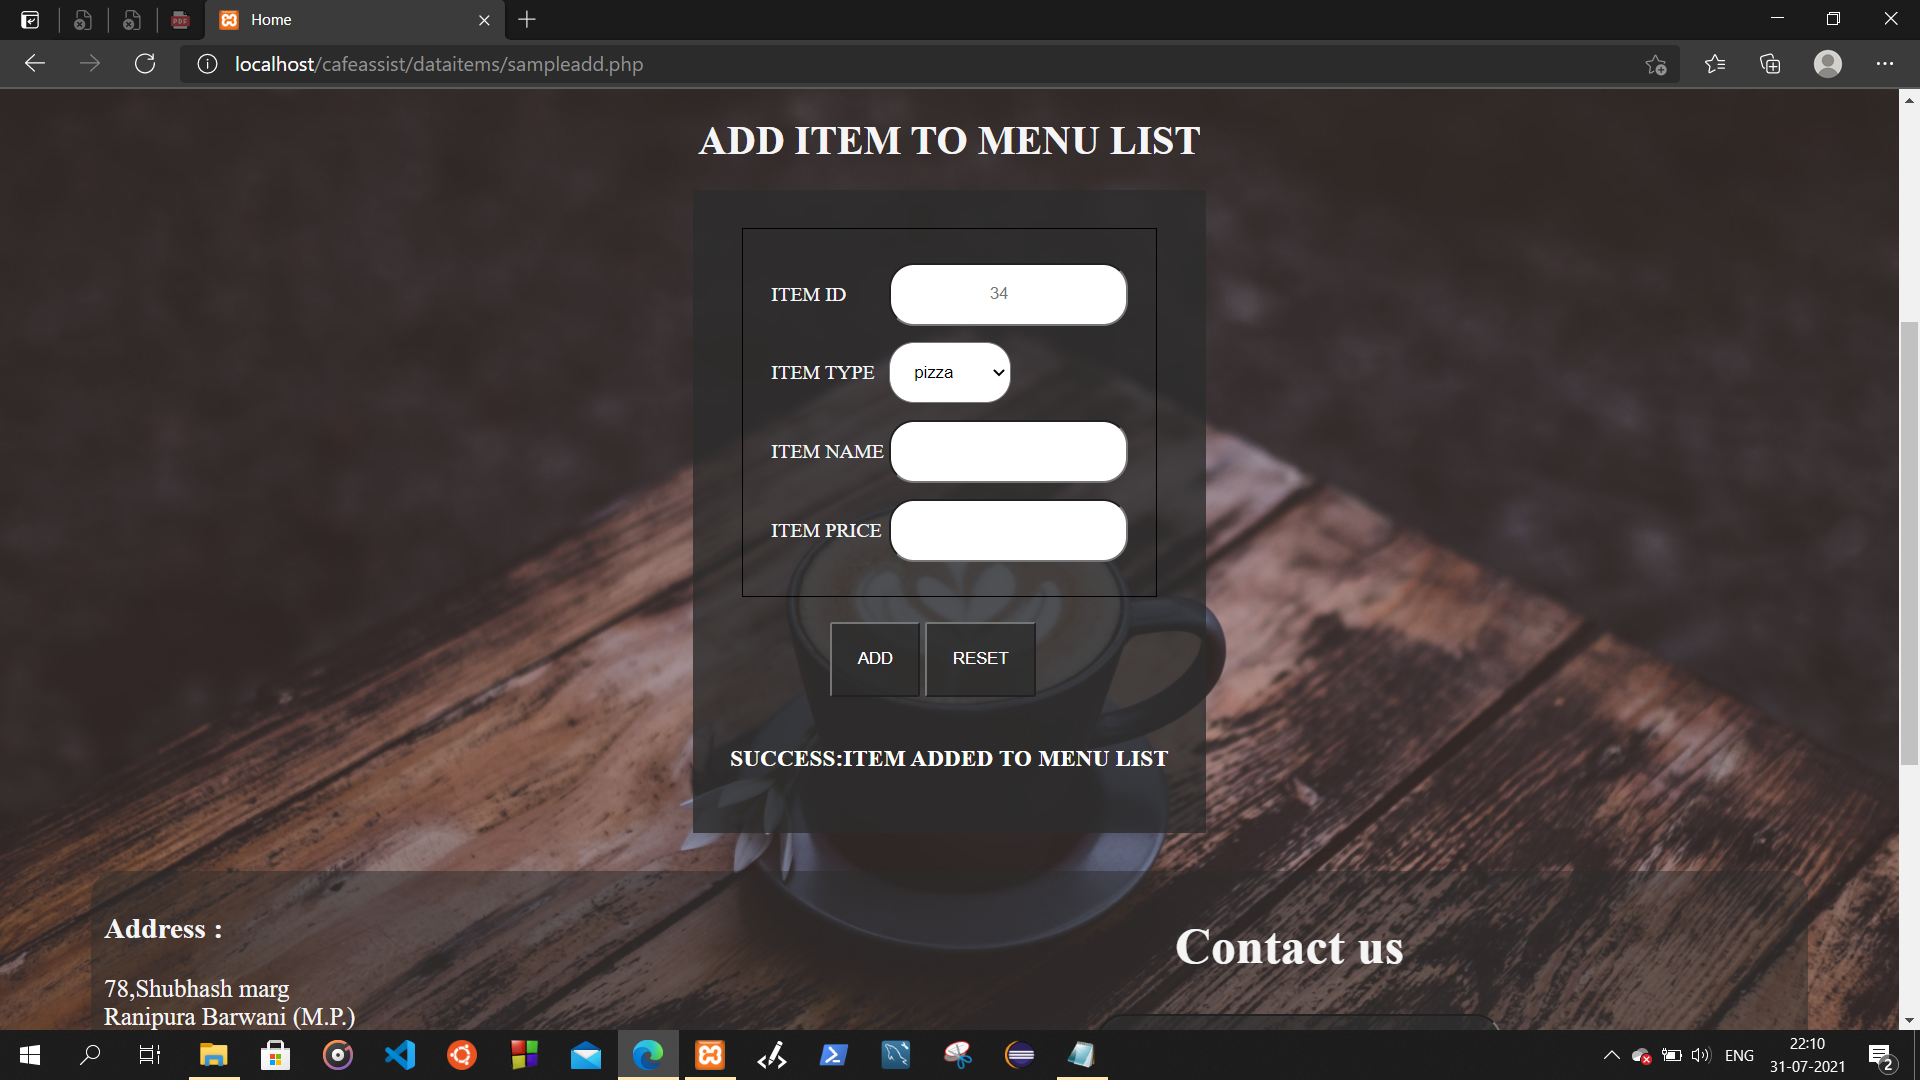 Home
localhost/cafeassist/dataitems/sampleadd.php
ADD ITEM TO MENU LIST
ITEM ID
34
ITEM TYPE
pizza
ITEM NAME
ITEM PRICE
ADD
RESET
SUCCESS:ITEM ADDED TO MENU LIST
Address :
78,Shubhash marg
Ranipura Barwani (M.P.)
Contact us
PDF
ENG
22:10
31-07-2021
2